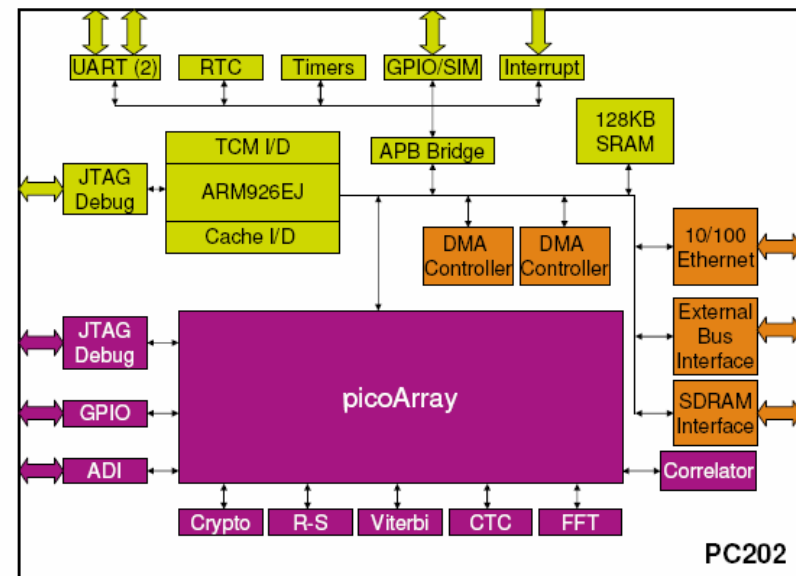 UART (2)
RTC
Timers
GPIO/SIM
Interrupt
128KB
SRAM
TCM I/D
APB Bridge
JTAG
Debug
ARM926EJ
Cache I/D
DMA
Controller
DMA
Controller
10/100
Ethernet
External
Bus
Interface
JTAG
Debug
picoArray
GPIO
SDRAM
Interface
ADI
Correlator
Crypto
R-S
Viterbi
CTC
FFT
PC202